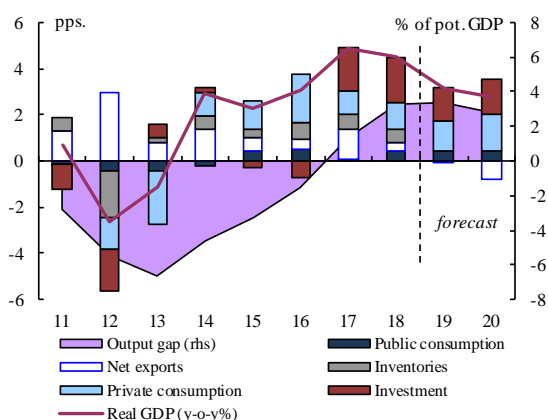 pps.
% of pot. GDP
6
4
2
0
-2
-4
-6
8
6
4
2
0
-2
-4
-6
-8
forecast
11 12 13 14 15 16 17 18 19 20
Output gap (rhs)
Public consumption
Net exports
Inventories
Private consumption
Investment
Real GDP (y-o-y%)